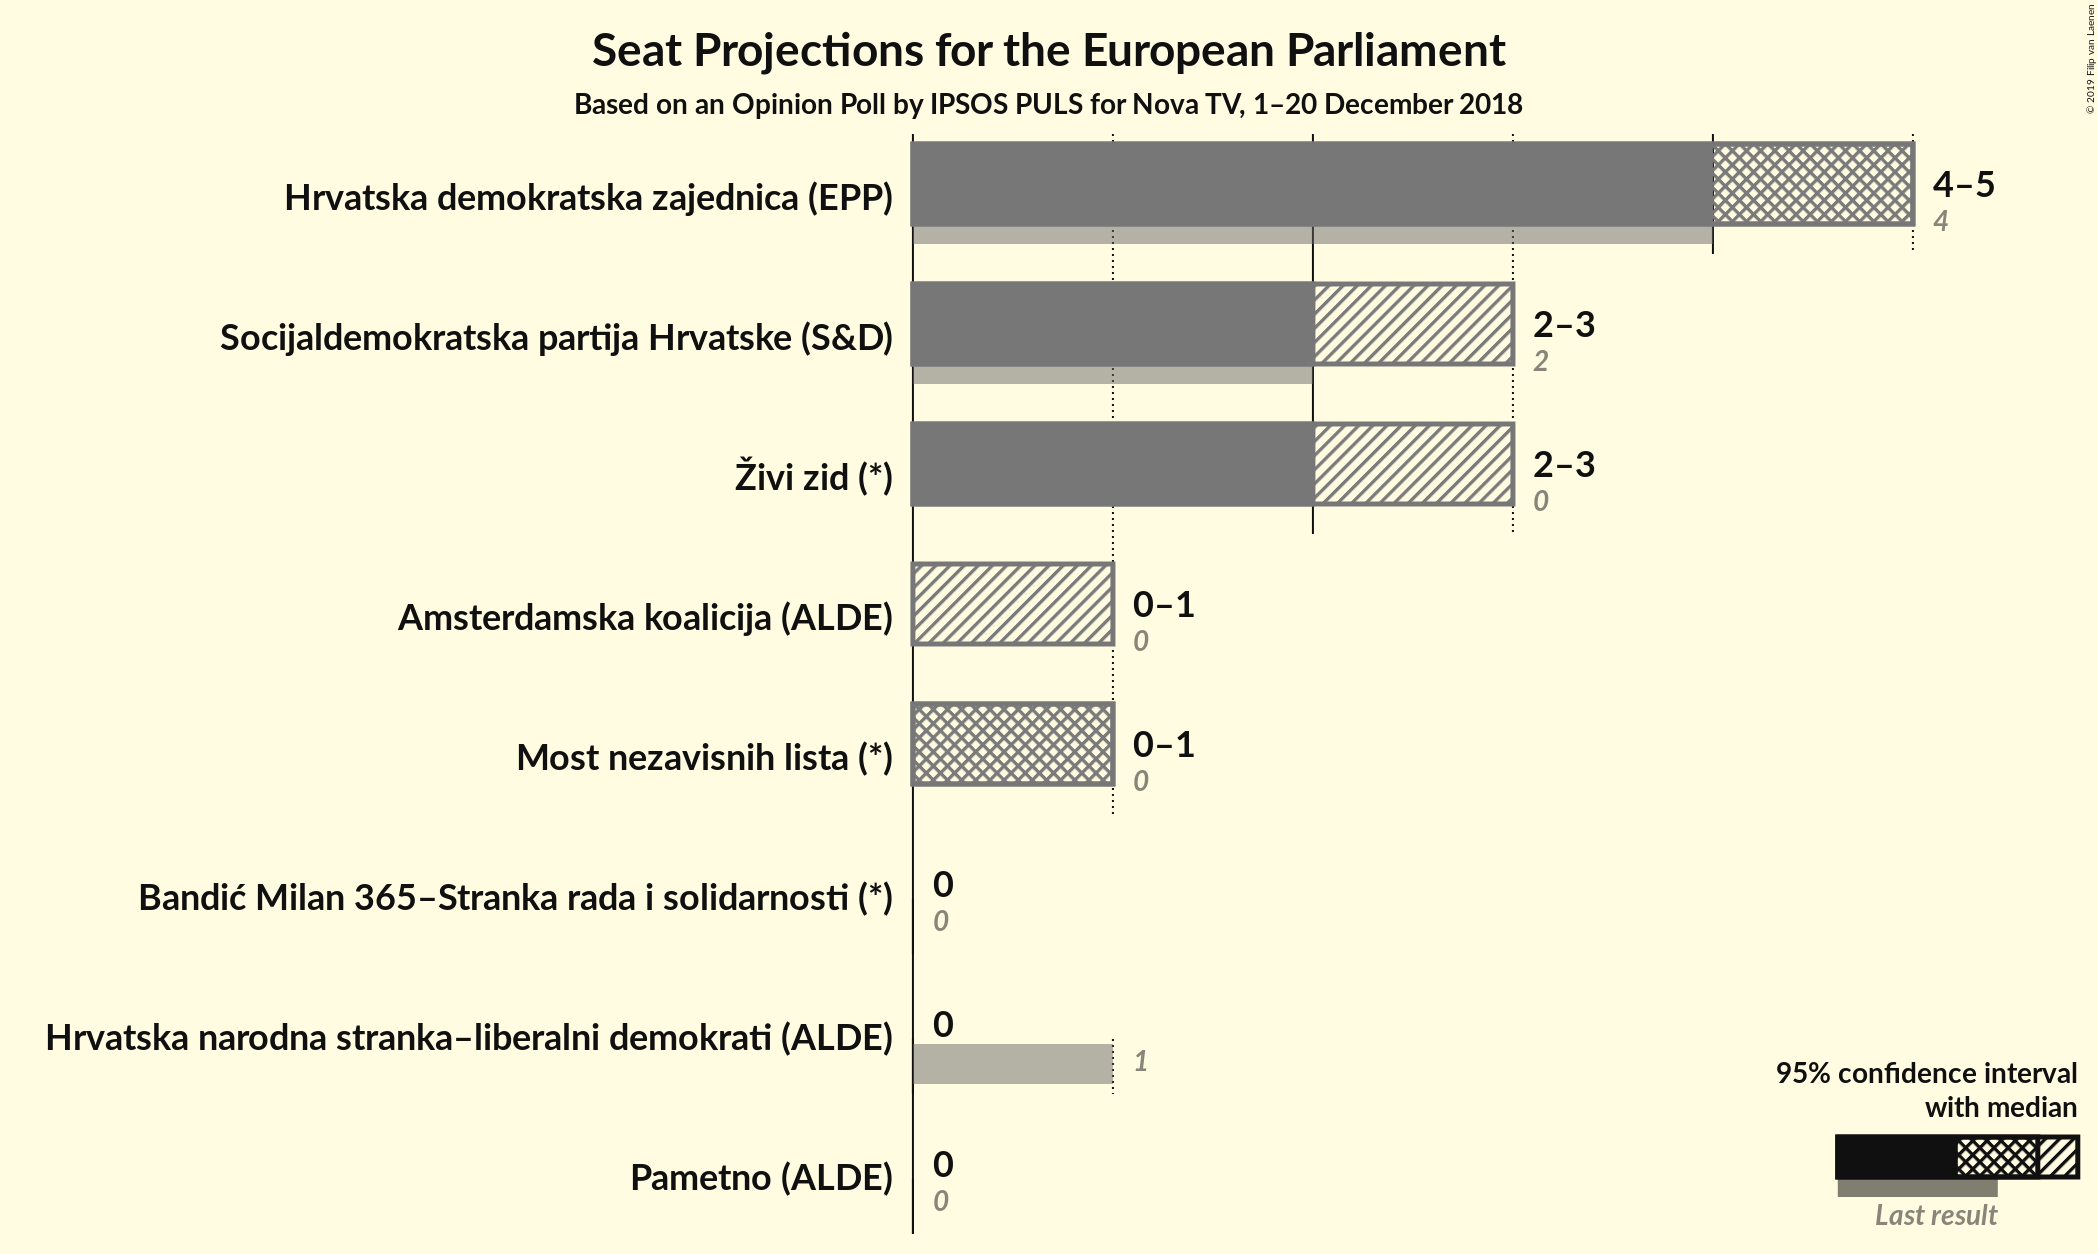 Seat Projections for the European Parliament
Based on an Opinion Poll by IPSOS PULS for Nova TV, 1–20 December 2018
© 2019 Filip van Laenen
Hrvatska demokratska zajednica (EPP)
4–5
4
Socijaldemokratska partija Hrvatske (S&D)
2–3
2
Živi zid (*)
2–3
0
Amsterdamska koalicija (ALDE)
0–1
0
Most nezavisnih lista (*)
0–1
0
Bandić Milan 365–Stranka rada i solidarnosti (*)
0
0
Hrvatska narodna stranka–liberalni demokrati (ALDE)
0
1
Pametno (ALDE)
0
0
95% confidence interval
with median
Last result